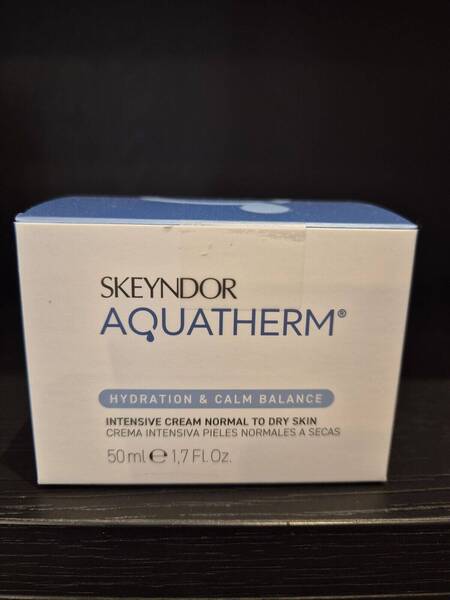 SKEYNDOR
AQUATHERM®
HYDRATION & CALM BALANCE
INTENSIVE CREAM NORMAL TO DRY SKIN
CREMA INTENSIVA PIELES NORMALES A SECAS
50 ml ℮ 1,7 Fl.Oz.